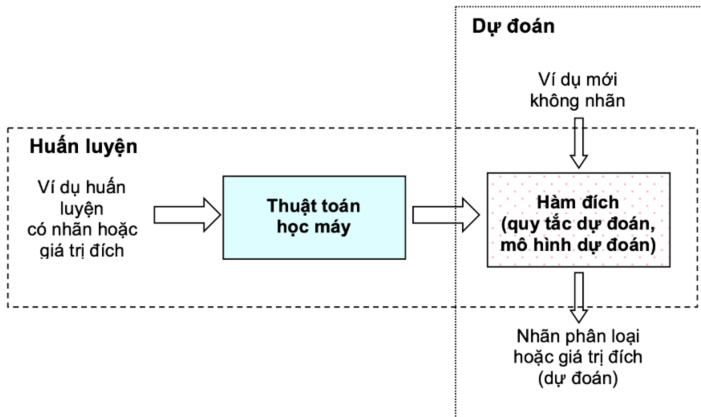 Dự đoán
Ví dụ mới
không nhãn
Huấn luyện
Ví dụ huấn
luyện
có nhãn hoặc
giá trị đích
Thuật toán
học máy
Hàm đích
(quy tắc dự đoán,
mô hình dự đoán)
Nhãn phân loại
hoặc giá trị đích
(dự đoán)